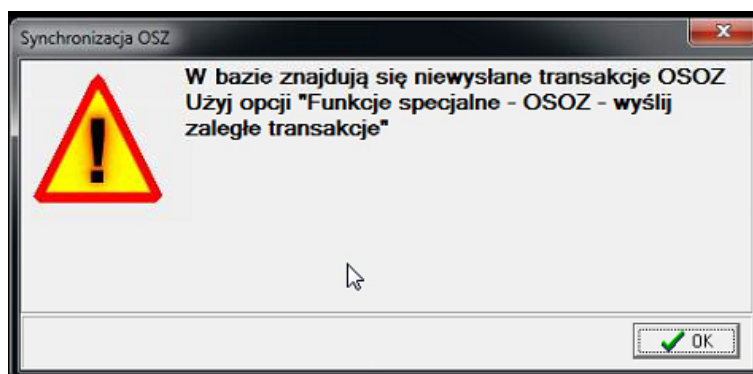 Synchronizacja OSZ
W bazie znajdują się niewysłane transakcje OSOZ
Użyj opcji "Funkcje specjalne - OSOZ - wyślij
zaległe transakcje"
OK